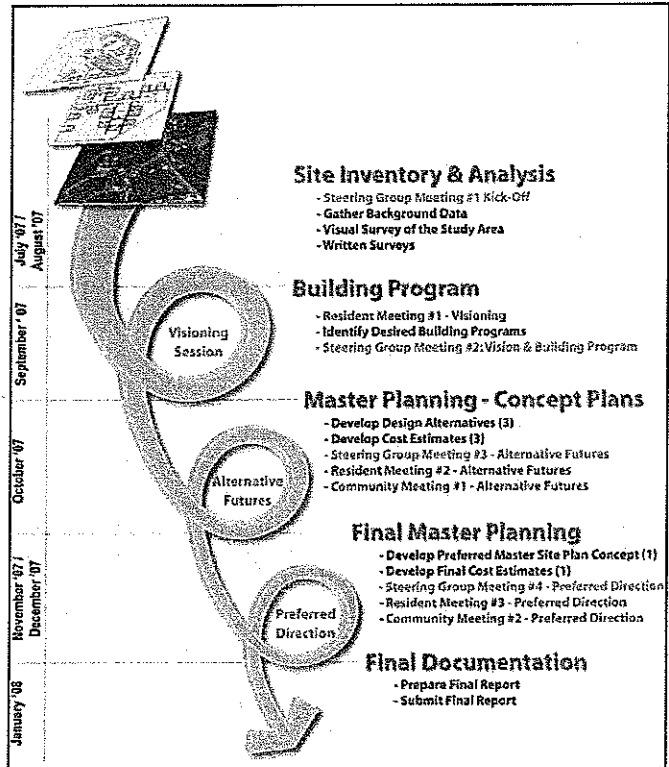 July '07 /
August '07
Site Inventory & Analysis
- Steering Group Meeting #1 Kick-Off
- Gather Background Data
- Visual Survey of the Study Area
- Written Surveys
September '07
Visioning
Session
Building Program
- Resident Meeting #1 - Visioning
- Identify Desired Building Programs
- Steering Group Meeting #2: Vision & Building Program
October '07
Alternative
Futures
Master Planning - Concept Plans
- Develop Design Alternatives (3)
- Develop Cost Estimates (3)
- Steering Group Meeting #3 - Alternative Futures
- Resident Meeting #2 - Alternative Futures
- Community Meeting #1 - Alternative Futures
November '07 /
December '07
Preferred
Direction
Final Master Planning
- Develop Preferred Master Site Plan Concept (1)
- Develop Final Cost Estimates (1)
- Steering Group Meeting #4 - Preferred Direction
- Resident Meeting #3 - Preferred Direction
- Community Meeting #2 - Preferred Direction
January '08
Final Documentation
- Prepare Final Report
- Submit Final Report